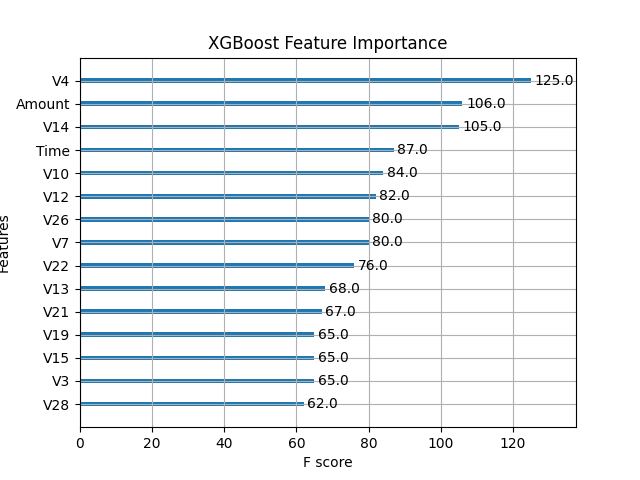 XGBoost Feature Importance
V4 125.0
Amount 106.0
V14 105.0
Time 87.0
V10 84.0
V12 82.0
V26 80.0
V7 80.0
V22 76.0
V13 68.0
V21 67.0
V19 65.0
V15 65.0
V3 65.0
V28 62.0
Features
0 20 40 60 80 100 120
F score